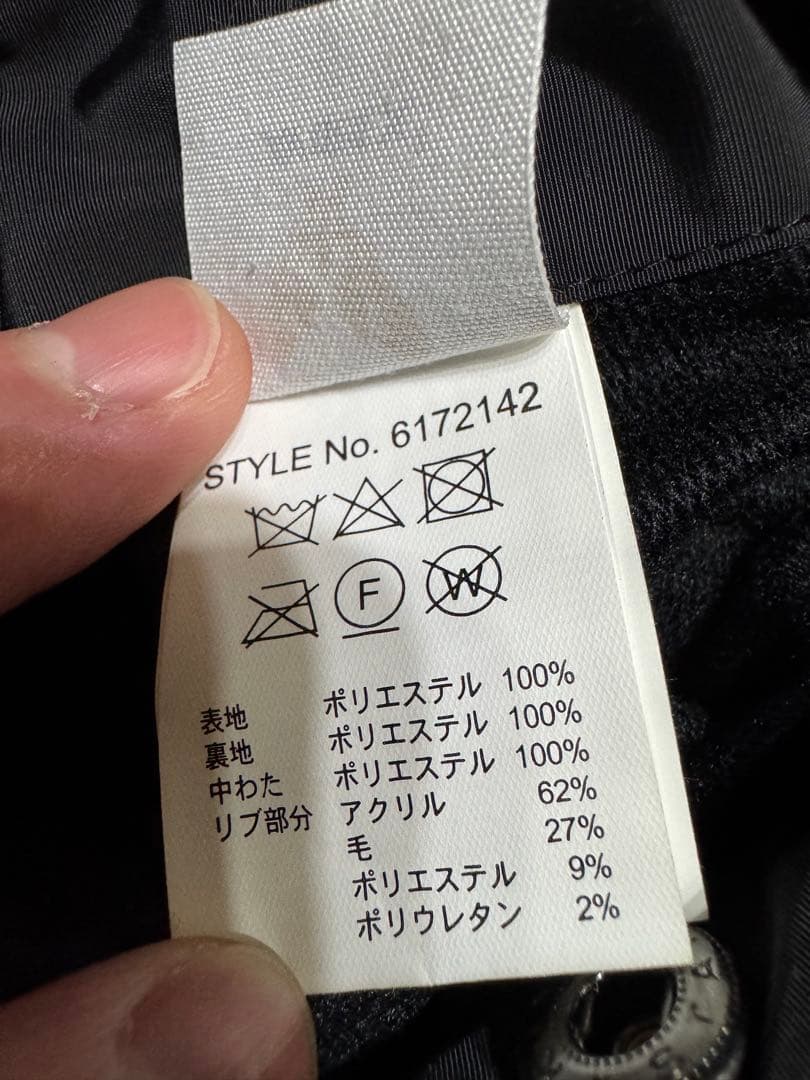 STYLE No. 6172142
F W
表地 ポリエステル 100%
裏地 ポリエステル 100%
中わた ポリエステル 100%
リブ部分 アクリル 62%
毛 27%
ポリエステル 9%
ポリウレタン 2%